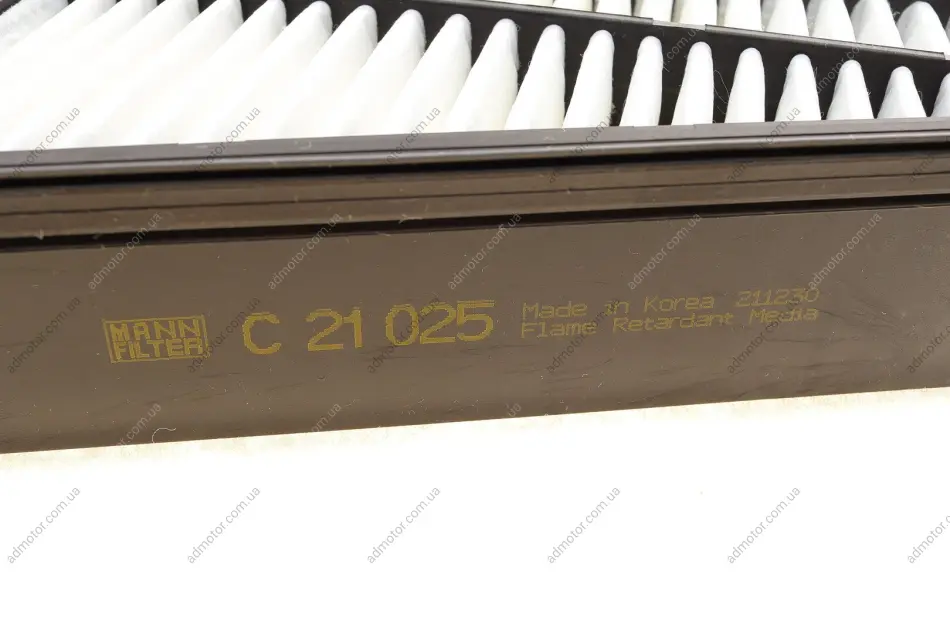 MANN
FILTER
C 21 025
Made in Korea 211230
Flame Retardant Media
admotor.com.ua